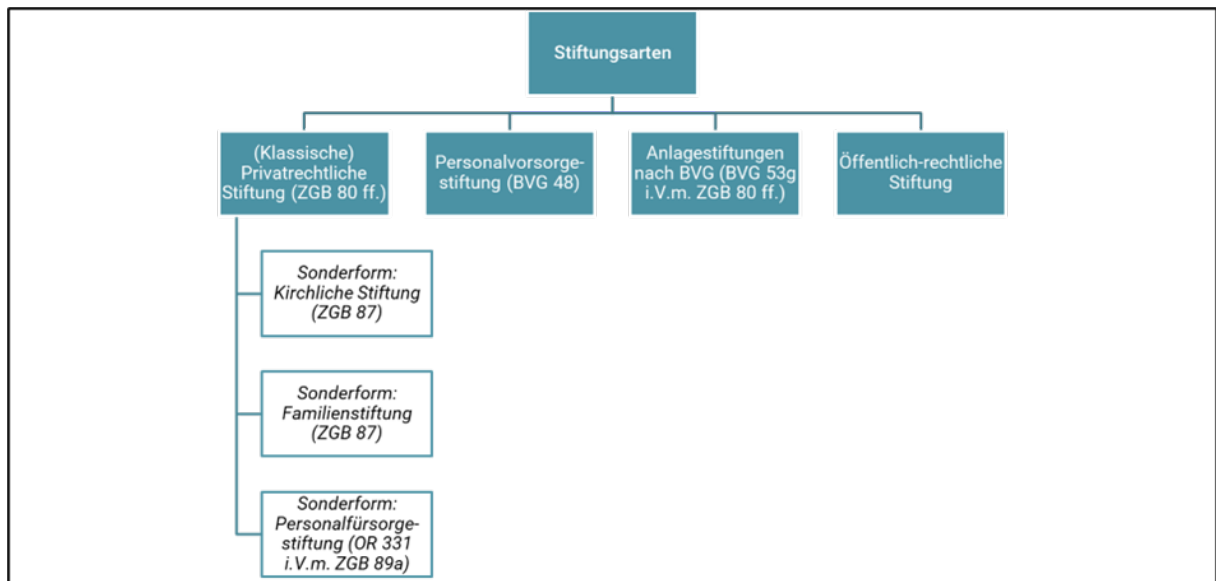 Stiftungsarten
(Klassische)
Privatrechtliche
Stiftung (ZGB 80 ff.)
Personalvorsorge-
stiftung (BVG 48)
Anlagestiftungen
nach BVG (BVG 53g
i.V.m. ZGB 80 ff.)
Öffentlich-rechtliche
Stiftung
Sonderform:
Kirchliche Stiftung
(ZGB 87)
Sonderform:
Familienstiftung
(ZGB 87)
Sonderform:
Personalfürsorge-
stiftung (OR 331
i.V.m. ZGB 89a)